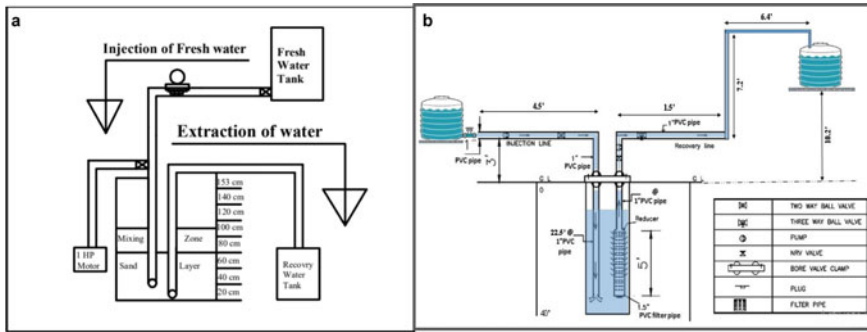 a
Injection of Fresh water
Fresh
Water
Tank
Extraction of water
153 cm
140 cm
120 cm
100 cm
80 cm
60 cm
40 cm
20 cm
Mixing
Zone
Sand
Layer
1 HP
Motor
Recovry
Water
Tank
b
6.4'
4.5'
1.5'
7.2'
10.2'
1"PVC pipe
INJECTION LINE
Recovery line
PVC pipe
3'
1"
PVC pipe
G L
G L
0
@
1"PVC pipe
Reducer
22.5' @
1"PVC
pipe
5'
1.5"
PVC filter pipe
40'
TWO WAY BALL VALVE
THREE WAY BALL VALVE
PUMP
NRV VALVE
BORE VALVE CLAMP
PLUG
FILTER PIPE